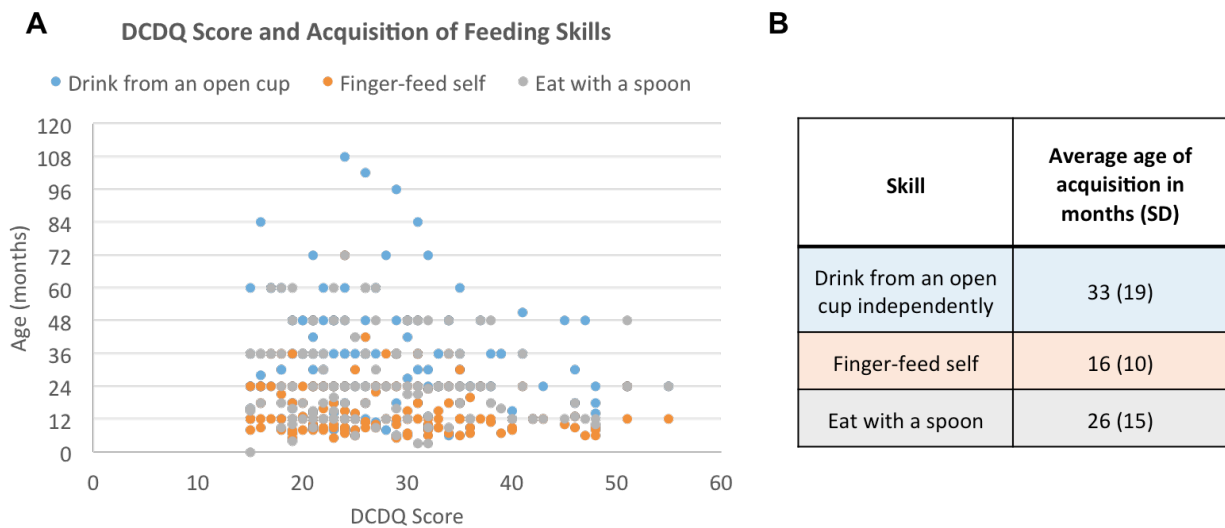 A
DCDQ Score and Acquisition of Feeding Skills
Drink from an open cup Finger-feed self Eat with a spoon
Age (months)
120
108
96
84
72
60
48
36
24
12
0
0 10 20 30 40 50 60
DCDQ Score
B
Skill
Average age of
acquisition in
months (SD)
Drink from an open
cup independently
33 (19)
Finger-feed self
16 (10)
Eat with a spoon
26 (15)